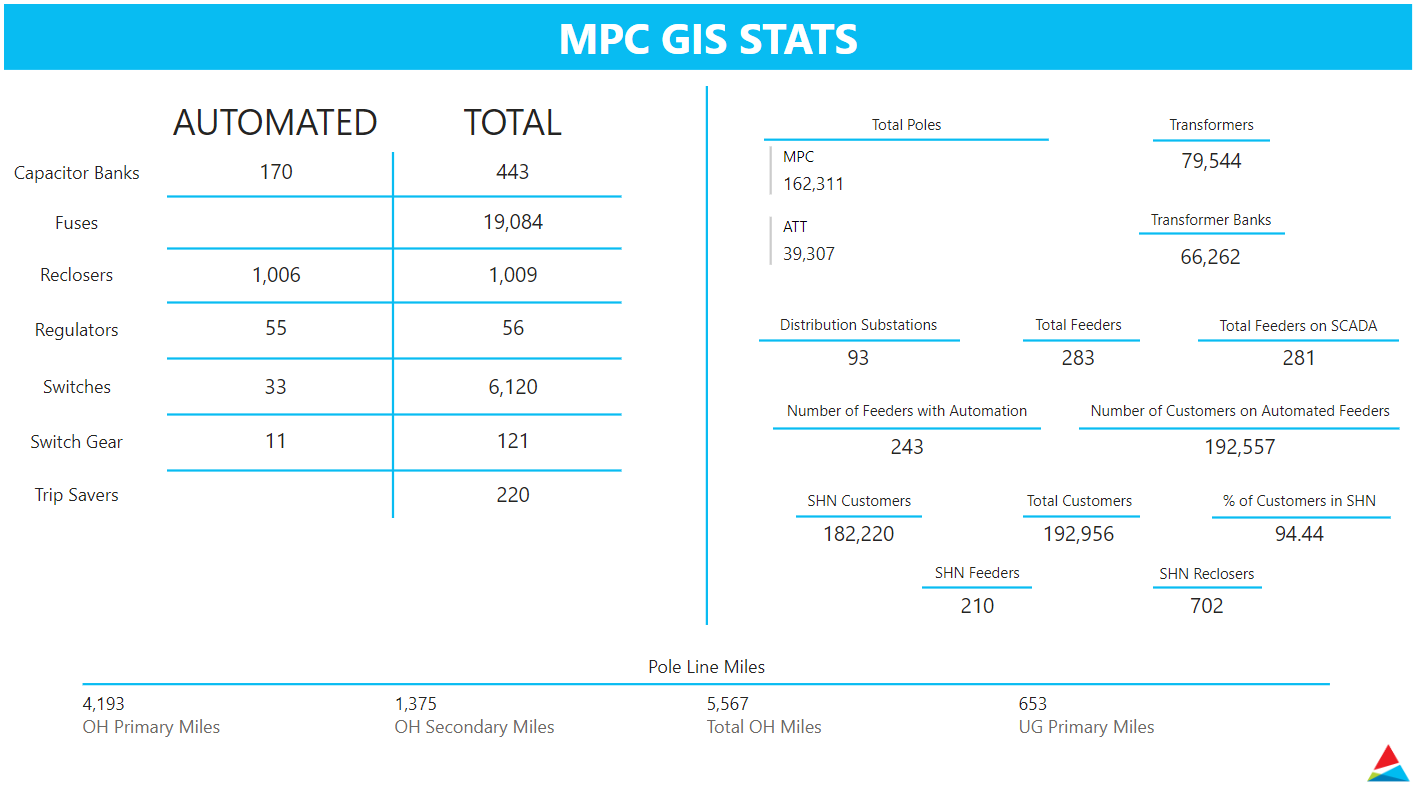 MPC GIS STATS
AUTOMATED TOTAL
Capacitor Banks 170 443
Fuses 19,084
Reclosers 1,006 1,009
Regulators 55 56
Switches 33 6,120
Switch Gear 11 121
Trip Savers 220
Total Poles
MPC
162,311
ATT
39,307
Transformers
79,544
Transformer Banks
66,262
Distribution Substations Total Feeders Total Feeders on SCADA
93 283 281
Number of Feeders with Automation Number of Customers on Automated Feeders
243 192,557
SHN Customers Total Customers % of Customers in SHN
182,220 192,956 94.44
SHN Feeders SHN Reclosers
210 702
Pole Line Miles
4,193 1,375 5,567 653
OH Primary Miles OH Secondary Miles Total OH Miles UG Primary Miles